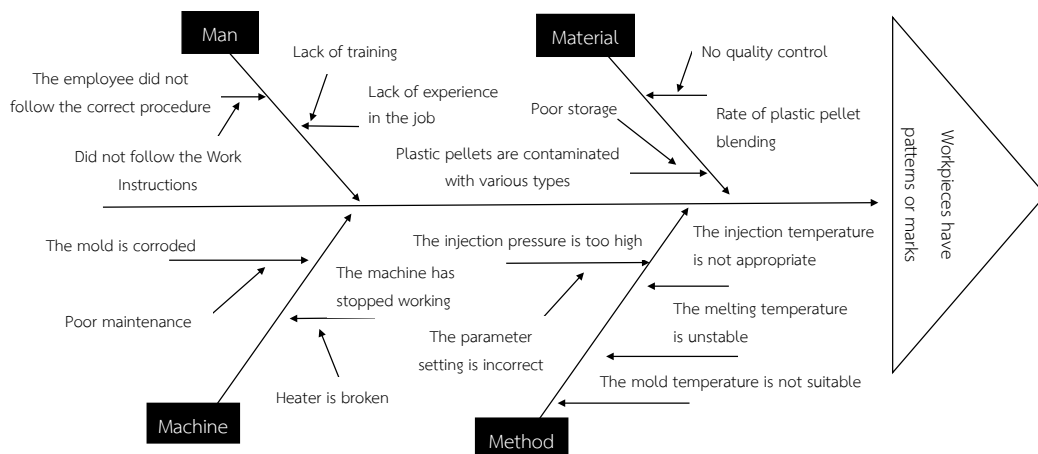 Man
Material
Lack of training
No quality control
The employee did not
follow the correct procedure
Lack of experience
in the job
Poor storage
Rate of plastic pellet
blending
Did not follow the Work
Instructions
Plastic pellets are contaminated
with various types
Workpieces have
patterns or marks
The mold is corroded
The injection pressure is too high
The injection temperature
is not appropriate
The machine has
stopped working
Poor maintenance
The parameter
setting is incorrect
The melting temperature
is unstable
Heater is broken
The mold temperature is not suitable
Machine
Method